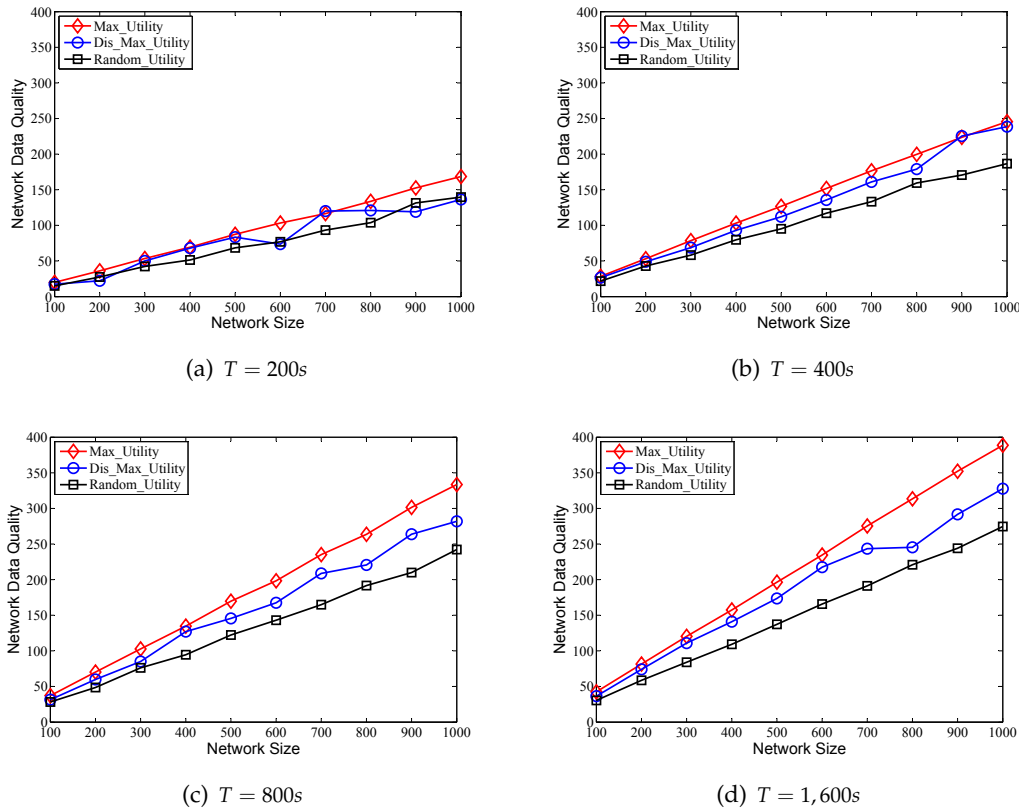 400
350
300
250
200
150
100
50
0
Network Data Quality
Max_Utility
Dis_Max_Utility
Random_Utility
100 200 300 400 500 600 700 800 900 1000
Network Size
(a) T = 200s
400
350
300
250
200
150
100
50
0
Network Data Quality
Max_Utility
Dis_Max_Utility
Random_Utility
100 200 300 400 500 600 700 800 900 1000
Network Size
(b) T = 400s
400
350
300
250
200
150
100
50
0
Network Data Quality
Max_Utility
Dis_Max_Utility
Random_Utility
100 200 300 400 500 600 700 800 900 1000
Network Size
(c) T = 800s
400
350
300
250
200
150
100
50
0
Network Data Quality
Max_Utility
Dis_Max_Utility
Random_Utility
100 200 300 400 500 600 700 800 900 1000
Network Size
(d) T = 1,600s